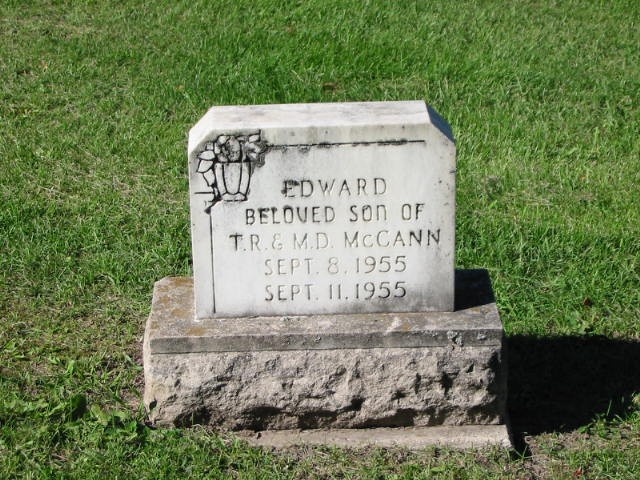 EDWARD
BELOVED SON OF
T.R. & M.D. McCANN
SEPT. 8, 1955
SEPT. 11, 1955